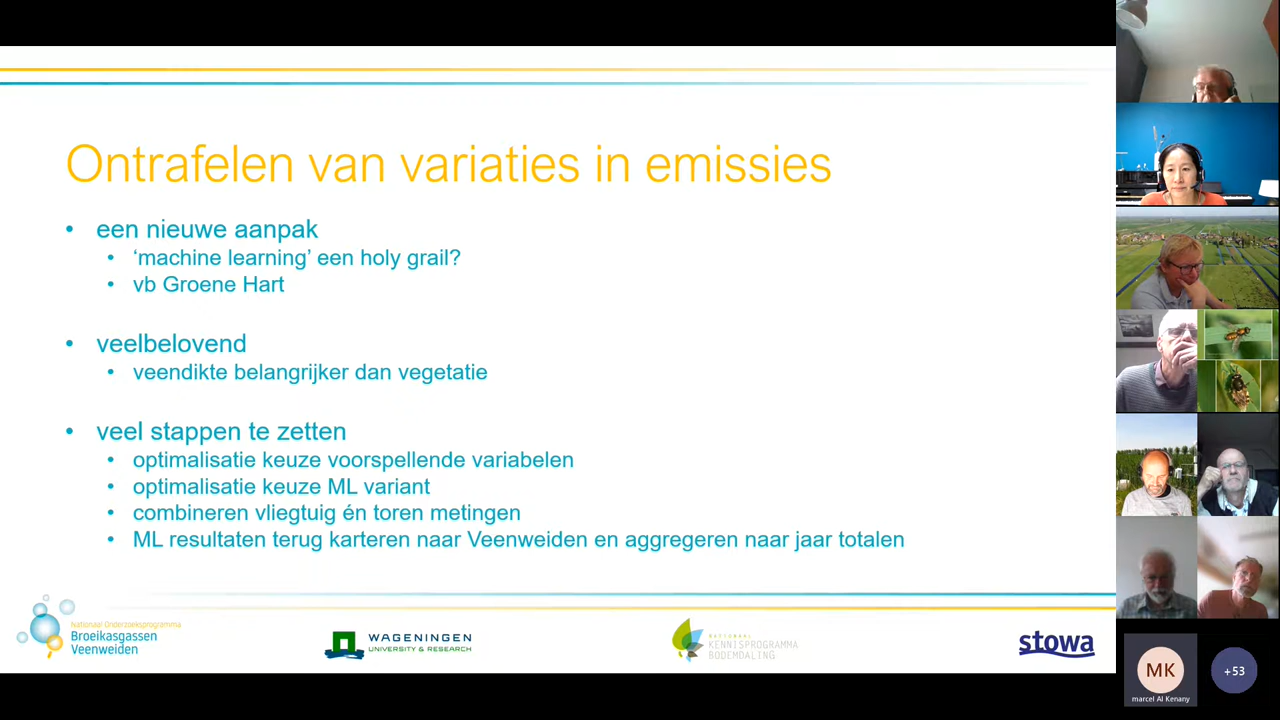 Ontrafelen van variaties in emissies
• een nieuwe aanpak
• ‘machine learning’ een holy grail?
• vb Groene Hart
• veelbelovend
• veendikte belangrijker dan vegetatie
• veel stappen te zetten
• optimalisatie keuze voorspellende variabelen
• optimalisatie keuze ML variant
• combineren vliegtuig én toren metingen
• ML resultaten terug karteren naar Veenweiden en aggregeren naar jaar totalen
Nationaal Onderzoeksprogramma
Broeikasgassen
Veenweiden
WAGENINGEN
UNIVERSITY & RESEARCH
NATIONAAL
KENNISPROGRAMMA
BODEMDALING
stowa
MK
marcel Al Kenany
+53